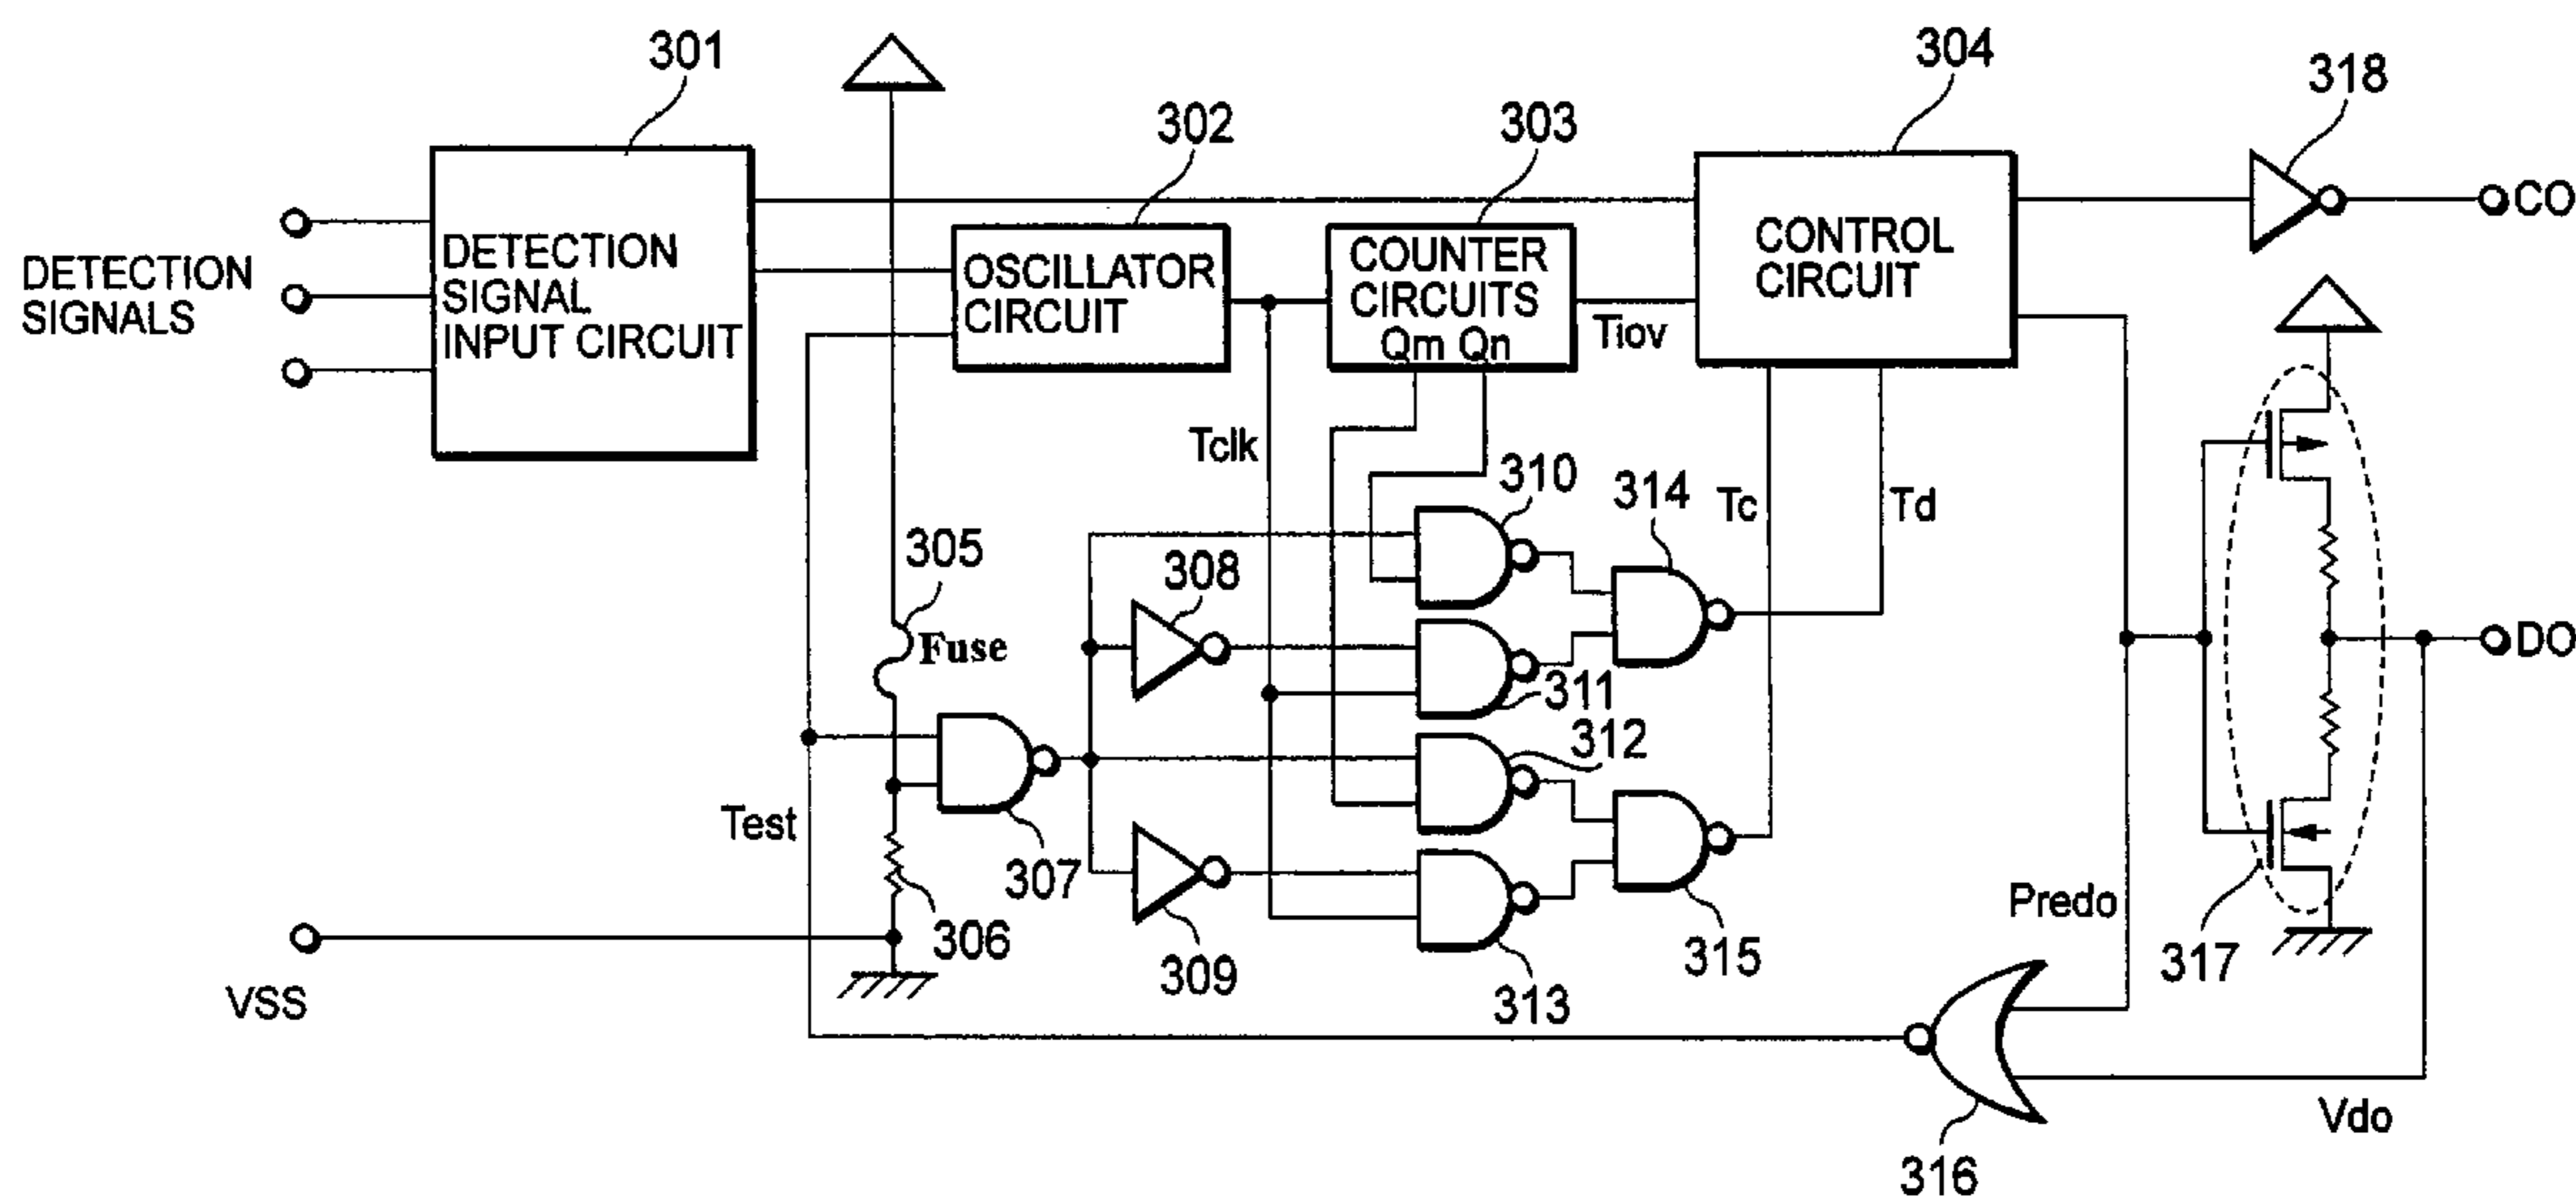 301
302
303
304
318
DETECTION
SIGNALS
DETECTION
SIGNAL
INPUT CIRCUIT
OSCILLATOR
CIRCUIT
COUNTER
CIRCUITS
Qm Qn
Tiov
CONTROL
CIRCUIT
CO
Tclk
310
314
Tc
Td
305
Fuse
308
311
DO
312
Test
307
306
309
313
315
Predo
317
VSS
316
Vdo